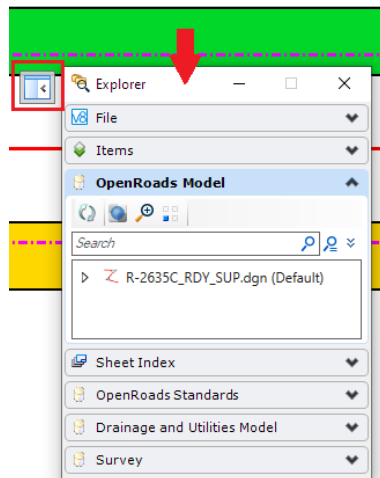 Explorer
File
Items
OpenRoads Model
Search
R-2635C_RDY_SUP.dgn (Default)
Sheet Index
OpenRoads Standards
Drainage and Utilities Model
Survey